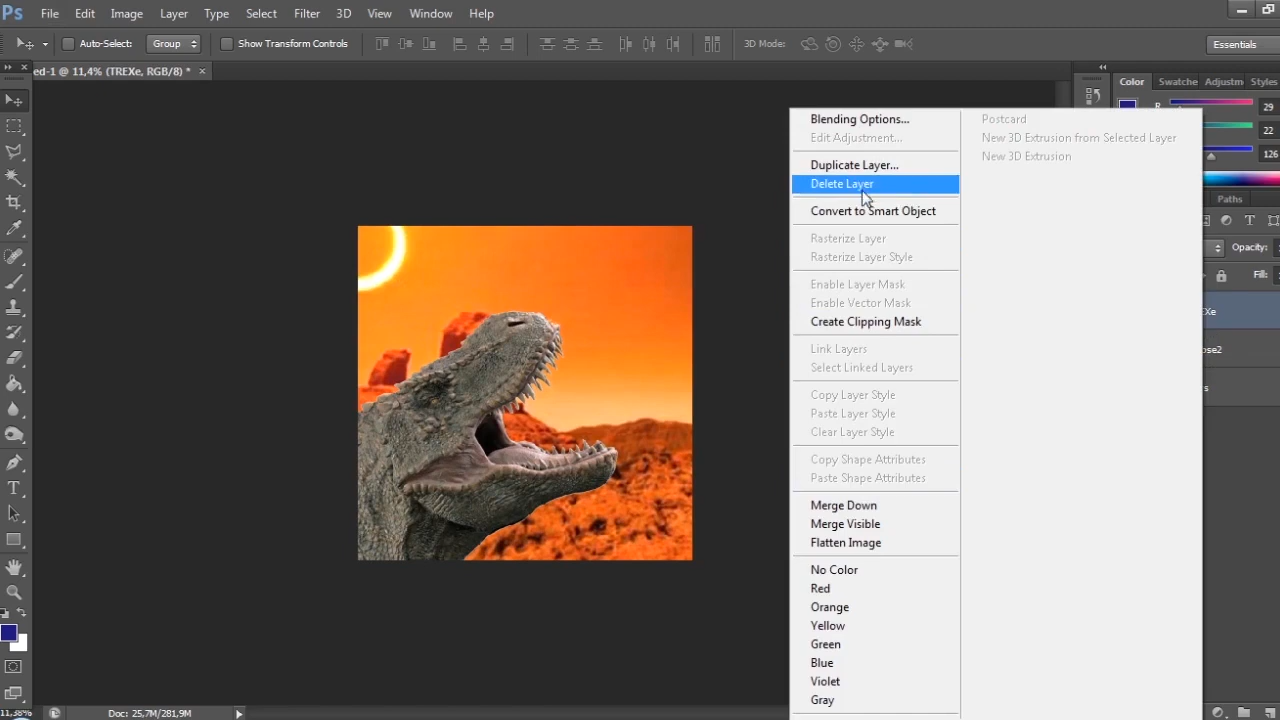 Ps File Edit Image Layer Type Select Filter 3D View Window Help
Auto-Select: Group Show Transform Controls 3D Mode: Essentials
ed-1 @ 11,4% (TREXe, RGB/8) * ×
Color Swatche Adjustm Styles
R 29
22
126
Paths
Opacity:
Fill:
Xe
ose2
s
Blending Options...
Edit Adjustment...
Duplicate Layer...
Delete Layer
Convert to Smart Object
Rasterize Layer
Rasterize Layer Style
Enable Layer Mask
Enable Vector Mask
Create Clipping Mask
Link Layers
Select Linked Layers
Copy Layer Style
Paste Layer Style
Clear Layer Style
Copy Shape Attributes
Paste Shape Attributes
Merge Down
Merge Visible
Flatten Image
No Color
Red
Orange
Yellow
Green
Blue
Violet
Gray
Postcard
New 3D Extrusion from Selected Layer
New 3D Extrusion
11,38% Doc: 25,7M/281,9M